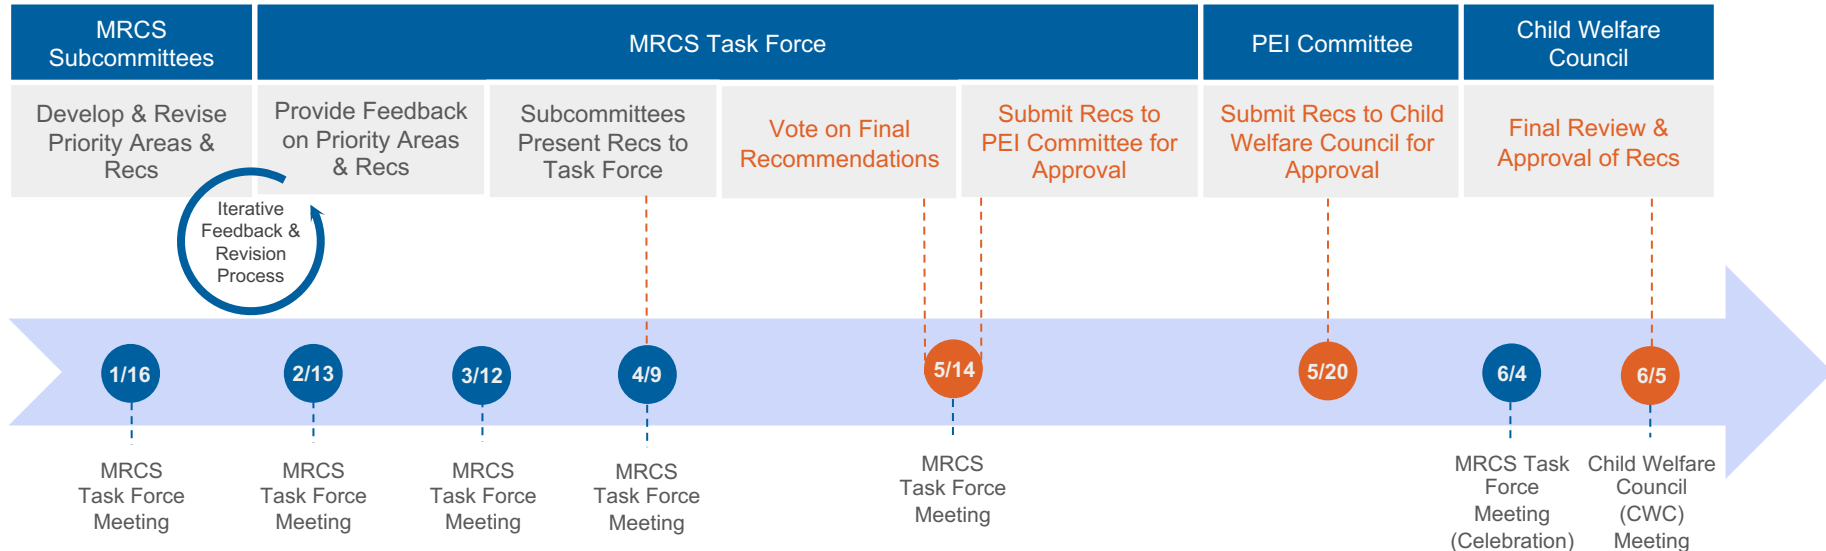 MRCS
Subcommittees
MRCS Task Force
PEI Committee
Child Welfare
Council
Develop & Revise
Priority Areas &
Recs
Provide Feedback
on Priority Areas
& Recs
Subcommittees
Present Recs to
Task Force
Vote on Final
Recommendations
Submit Recs to
PEI Committee for
Approval
Submit Recs to Child
Welfare Council for
Approval
Final Review &
Approval of Recs
Iterative
Feedback &
Revision
Process
1/16
2/13
3/12
4/9
5/14
5/20
6/4
6/5
MRCS
Task Force
Meeting
MRCS
Task Force
Meeting
MRCS
Task Force
Meeting
MRCS
Task Force
Meeting
MRCS
Task Force
Meeting
MRCS Task
Force
Meeting
(Celebration)
Child Welfare
Council
(CWC)
Meeting